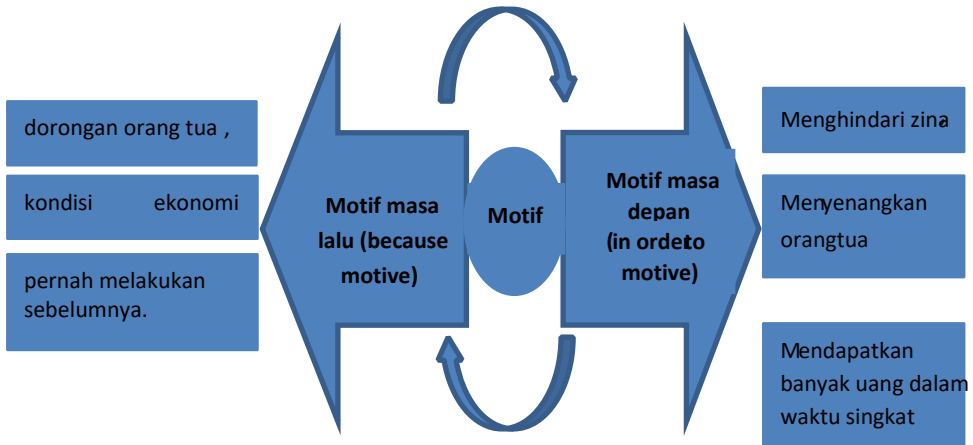 dorongan orang tua ,
kondisi ekonomi
pernah melakukan
sebelumnya.
Motif masa
lalu (because
motive)
Motif
Motif masa
depan
(in ordeto
motive)
Menghindari zina
Menyenangkan
orangtua
Mendapatkan
banyak uang dalam
waktu singkat